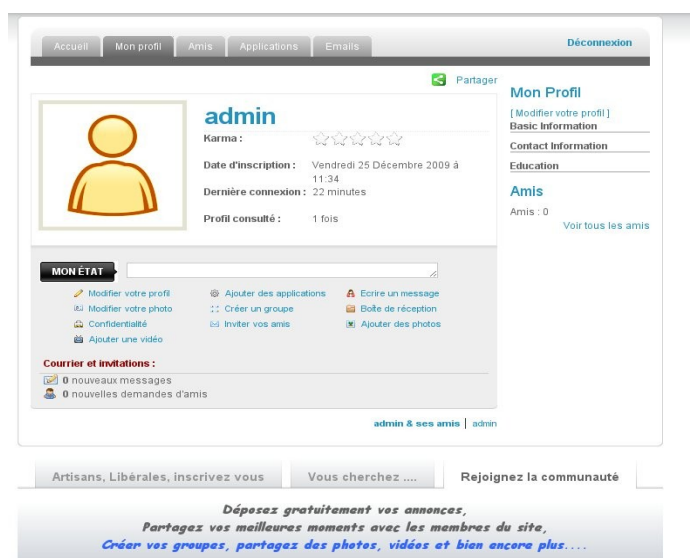 Accueil Mon profil Amis Applications Emails Déconnexion
Partager
admin
Karma :
Date d'inscription : Vendredi 25 Décembre 2009 à
11:34
Dernière connexion : 22 minutes
Profil consulté : 1 fois
Mon Profil
[ Modifier votre profil ]
Basic Information
Contact Information
Education
Amis
Amis : 0
Voir tous les amis
MON ÉTAT
Modifier votre profil Ajouter des applications Ecrire un message
Modifier votre photo Créer un groupe Boîte de réception
Confidentialité Inviter vos amis Ajouter des photos
Ajouter une vidéo
Courrier et invitations :
0 nouveaux messages
0 nouvelles demandes d'amis
admin & ses amis | admin
Artisans, Libérales, inscrivez vous Vous cherchez .... Rejoignez la communauté
Déposez gratuitement vos annonces,
Partagez vos meilleures moments avec les membres du site,
Créer vos groupes, partagez des photos, vidéos et bien encore plus....